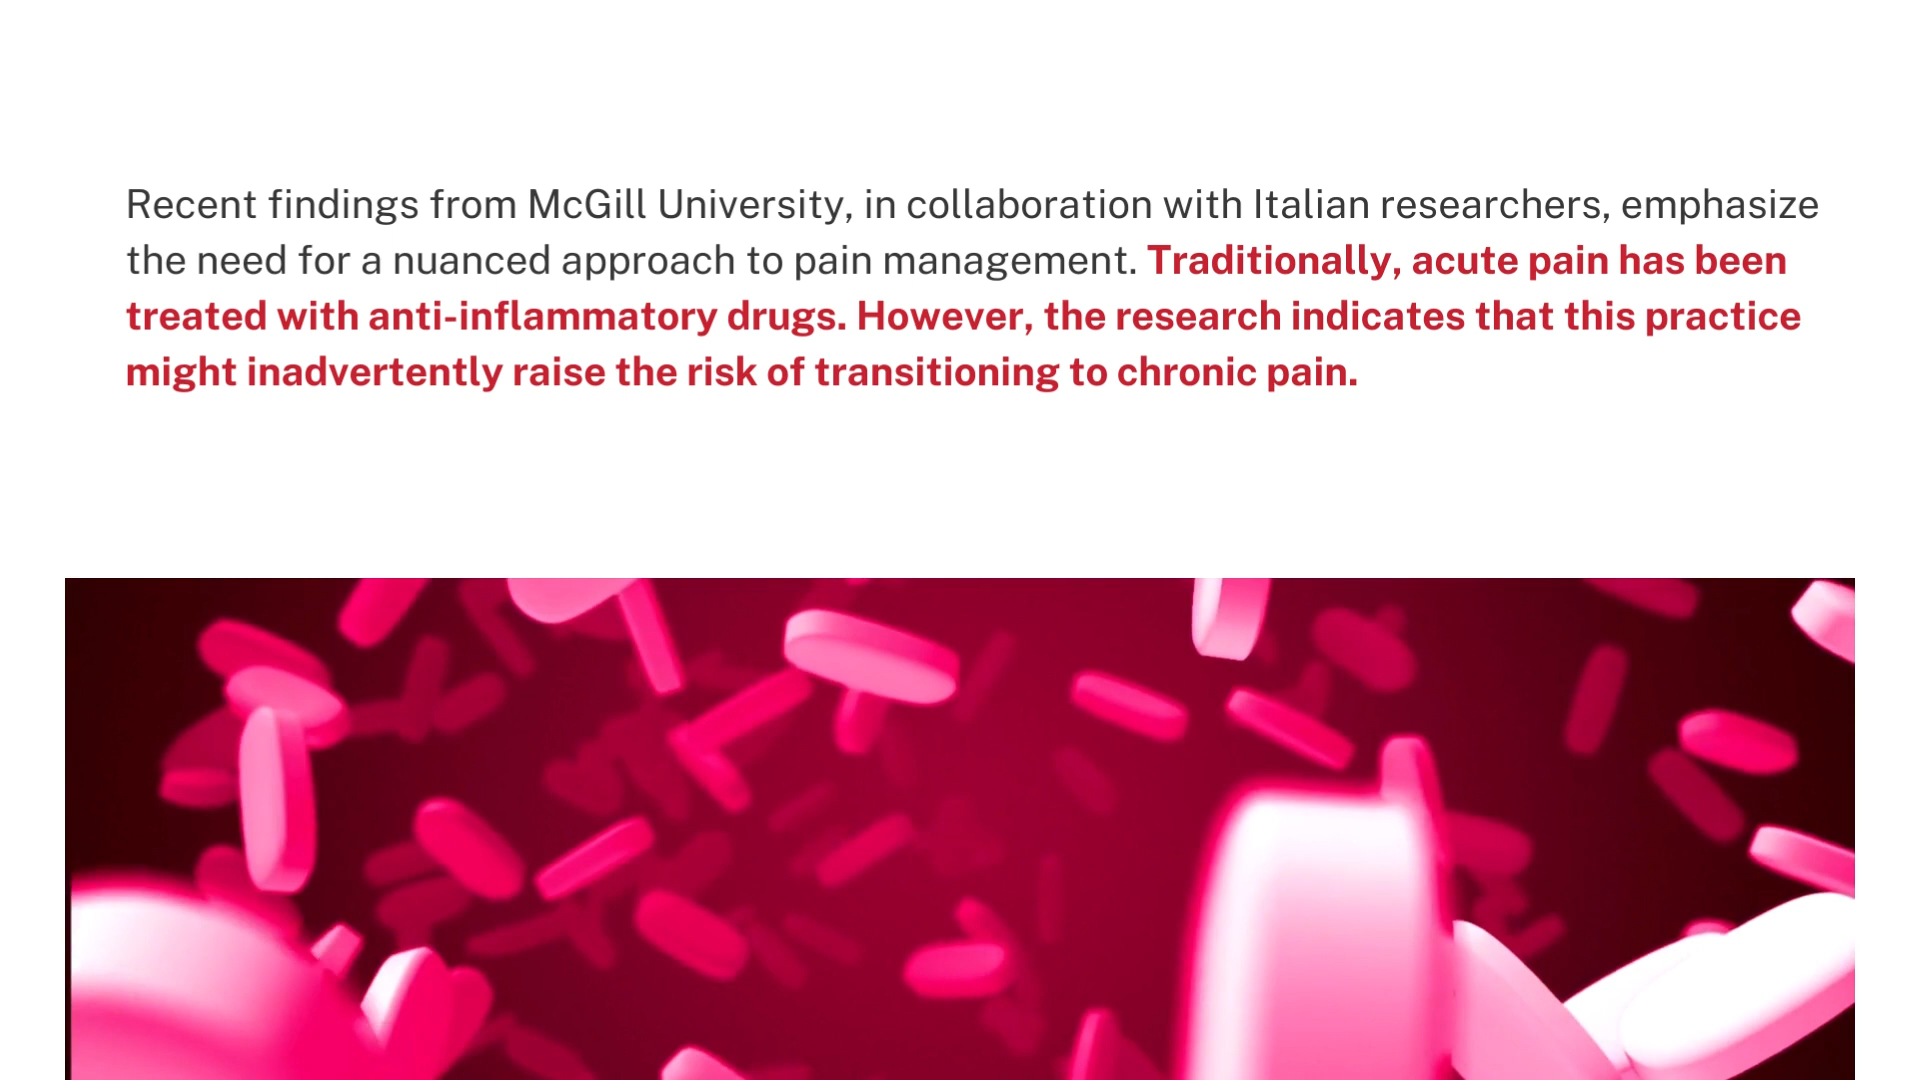 Recent findings from McGill University, in collaboration with Italian researchers, emphasize
the need for a nuanced approach to pain management. Traditionally, acute pain has been
treated with anti-inflammatory drugs. However, the research indicates that this practice
might inadvertently raise the risk of transitioning to chronic pain.